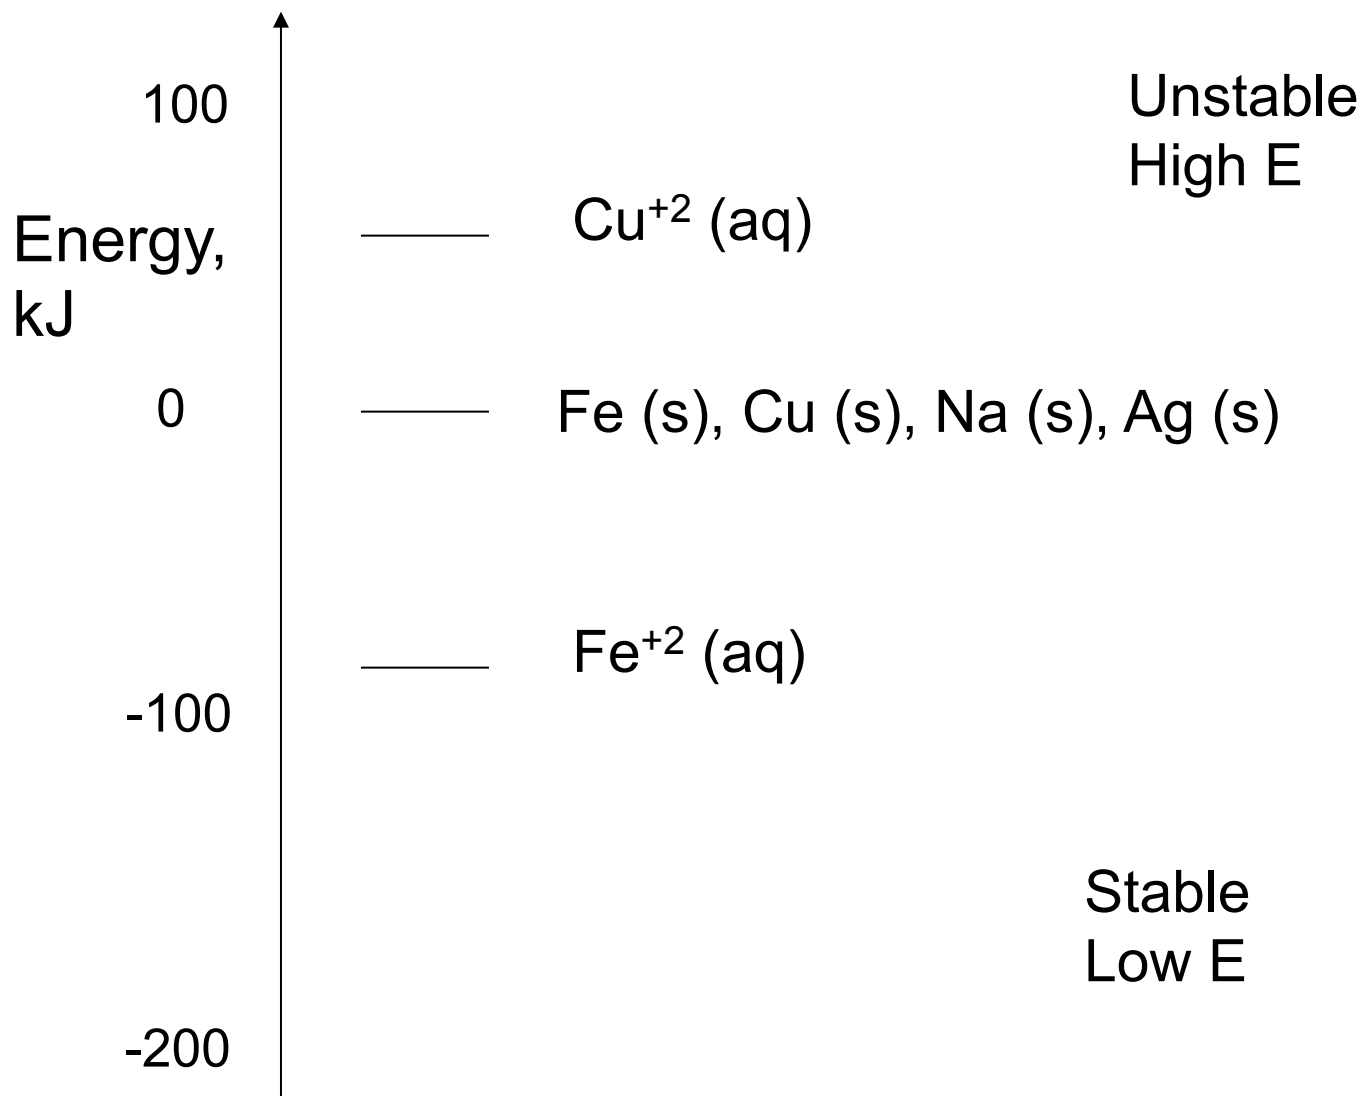 100
Unstable
High E
Cu⁺² (aq)
Energy,
kJ
0
Fe (s), Cu (s), Na (s), Ag (s)
Fe⁺² (aq)
-100
Stable
Low E
-200